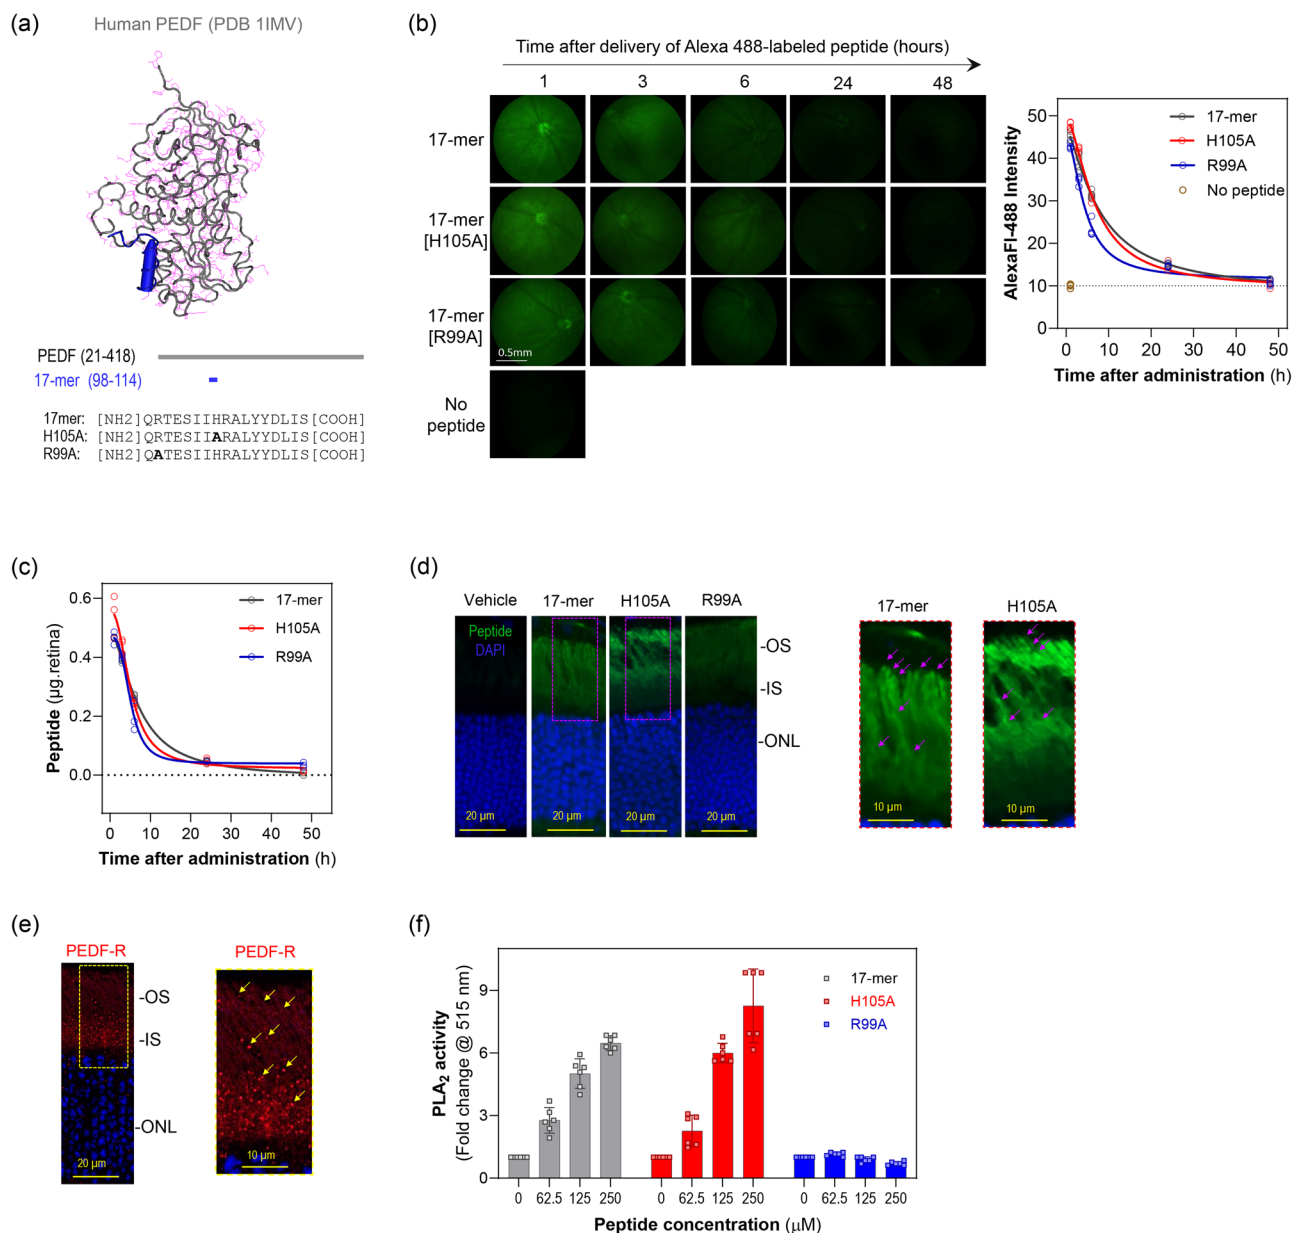 (a)
Human PEDF (PDB 1IMV)
PEDF (21-418)
17-mer (98-114)
17mer: [NH2]QRTESIIHRALYYDLIS[COOH]
H105A: [NH2]QRTESIIARALYYDLIS[COOH]
R99A: [NH2]QATESIIHRALYYDLIS[COOH]
(b)
Time after delivery of Alexa 488-labeled peptide (hours)
1 3 6 24 48
17-mer
17-mer
[H105A]
17-mer
[R99A]
0.5mm
No
peptide
AlexaFl-488 Intensity
50
40
30
20
10
0
17-mer
H105A
R99A
No peptide
0 10 20 30 40 50
Time after administration (h)
(c)
Peptide (µg.retina)
0.6
0.4
0.2
0.0
17-mer
H105A
R99A
0 10 20 30 40 50
Time after administration (h)
(d)
Vehicle 17-mer H105A R99A
Peptide
DAPI
-OS
-IS
-ONL
20 µm 20 µm 20 µm 20 µm
17-mer H105A
10 µm 10 µm
(e)
PEDF-R PEDF-R
-OS
-IS
-ONL
20 µm 10 µm
(f)
PLA2 activity
(Fold change @ 515 nm)
9
6
3
0
17-mer
H105A
R99A
0 62.5 125 250 0 62.5 125 250 0 62.5 125 250
Peptide concentration (µM)